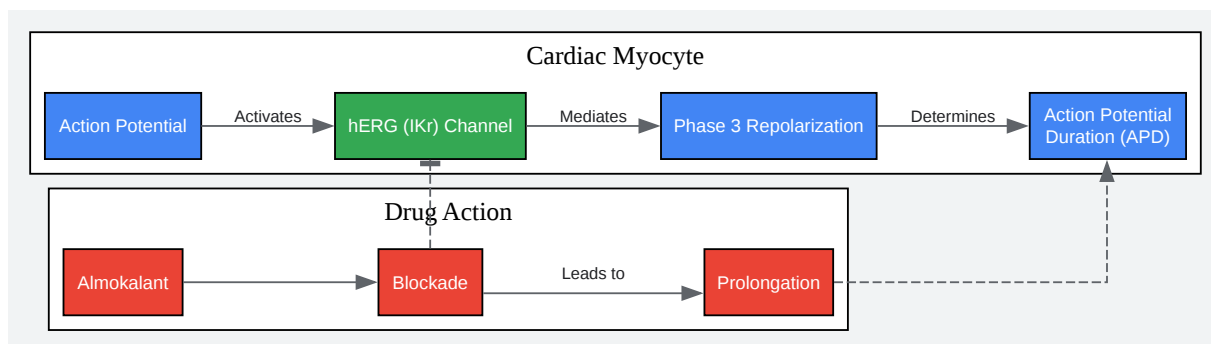 Cardiac Myocyte
Action Potential
Activates
hERG (IKr) Channel
Mediates
Phase 3 Repolarization
Determines
Action Potential
Duration (APD)
Drug Action
Almokalant
Blockade
Leads to
Prolongation